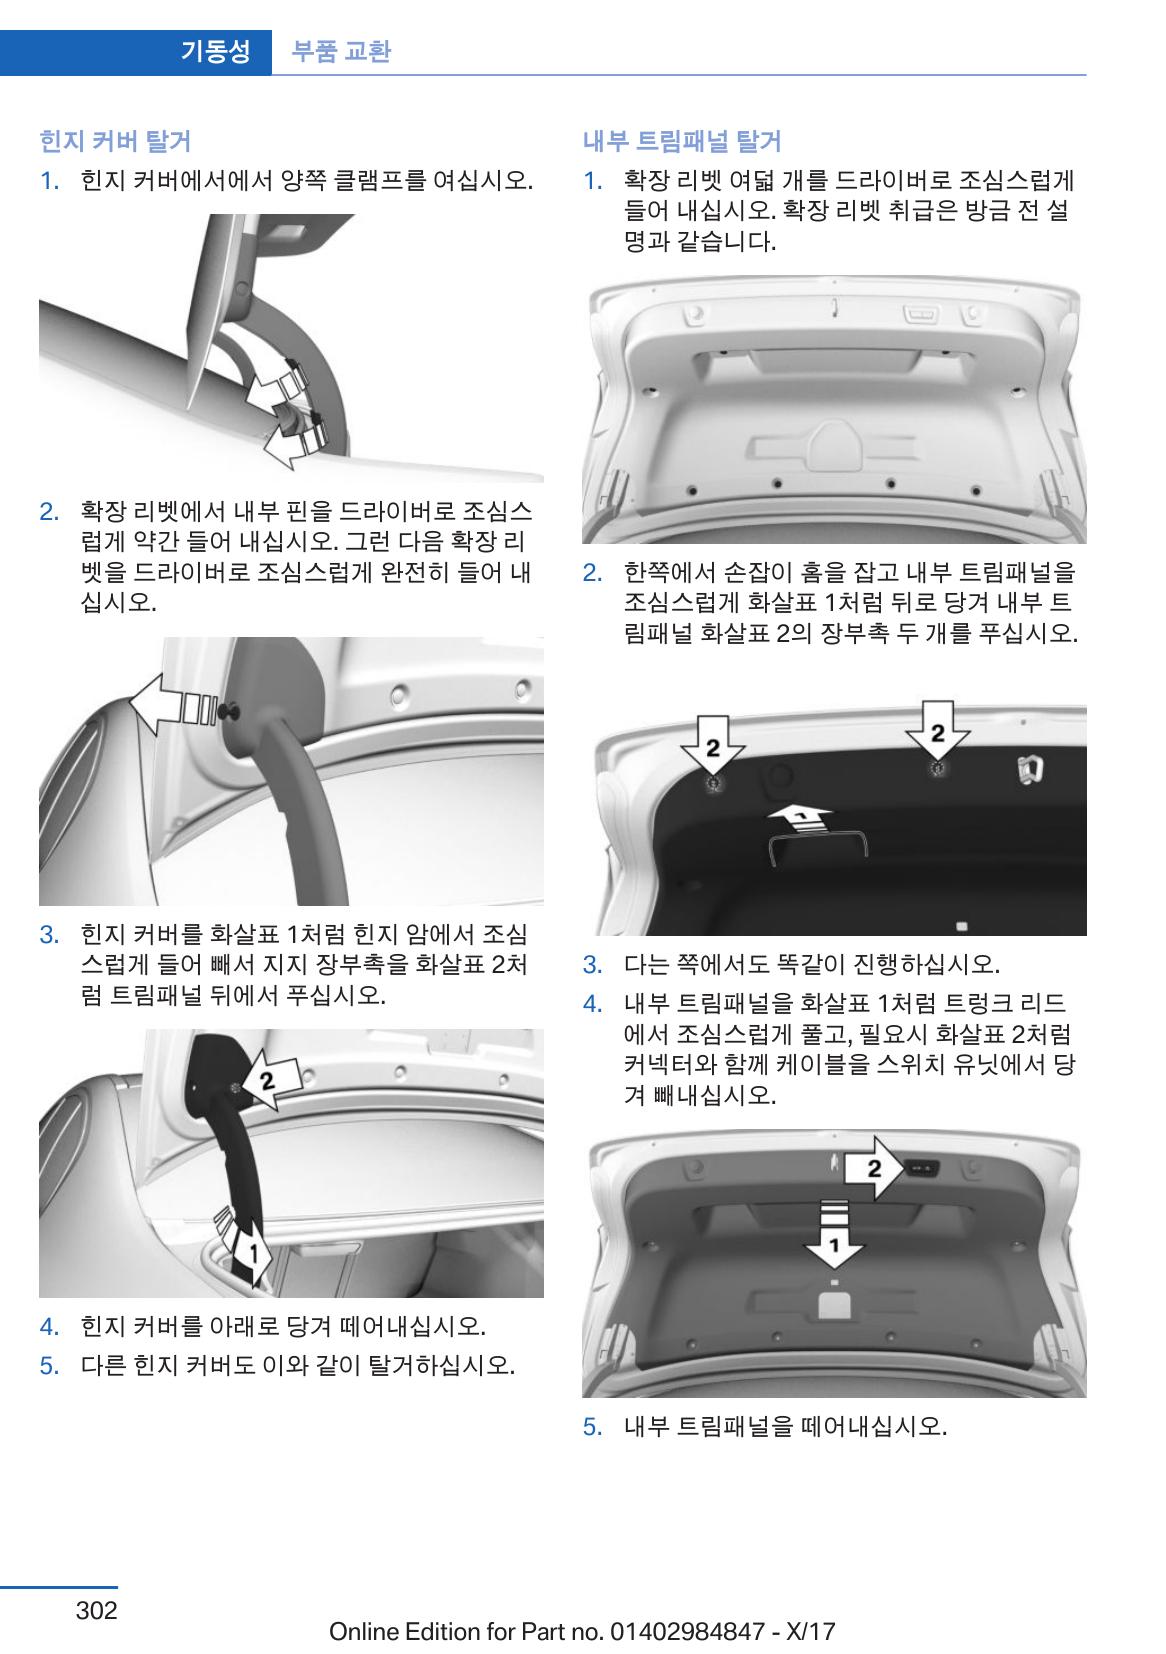 기동성 부품 교환
힌지 커버 탈거
1. 힌지 커버에서에서 양쪽 클램프를 여십시오.
2. 확장 리벳에서 내부 핀을 드라이버로 조심스
럽게 약간 들어 내십시오. 그런 다음 확장 리
벳을 드라이버로 조심스럽게 완전히 들어 내
십시오.
3. 힌지 커버를 화살표 1처럼 힌지 암에서 조심
스럽게 들어 빼서 지지 장부촉을 화살표 2처
럼 트림패널 뒤에서 푸십시오.
2
1
4. 힌지 커버를 아래로 당겨 떼어내십시오.
5. 다른 힌지 커버도 이와 같이 탈거하십시오.
내부 트림패널 탈거
1. 확장 리벳 여덟 개를 드라이버로 조심스럽게
들어 내십시오. 확장 리벳 취급은 방금 전 설
명과 같습니다.
2. 한쪽에서 손잡이 홈을 잡고 내부 트림패널을
조심스럽게 화살표 1처럼 뒤로 당겨 내부 트
림패널 화살표 2의 장부촉 두 개를 푸십시오.
2
2
1
3. 다는 쪽에서도 똑같이 진행하십시오.
4. 내부 트림패널을 화살표 1처럼 트렁크 리드
에서 조심스럽게 풀고, 필요시 화살표 2처럼
커넥터와 함께 케이블을 스위치 유닛에서 당
겨 빼내십시오.
2
1
5. 내부 트림패널을 떼어내십시오.
302
Online Edition for Part no. 01402984847 - X/17